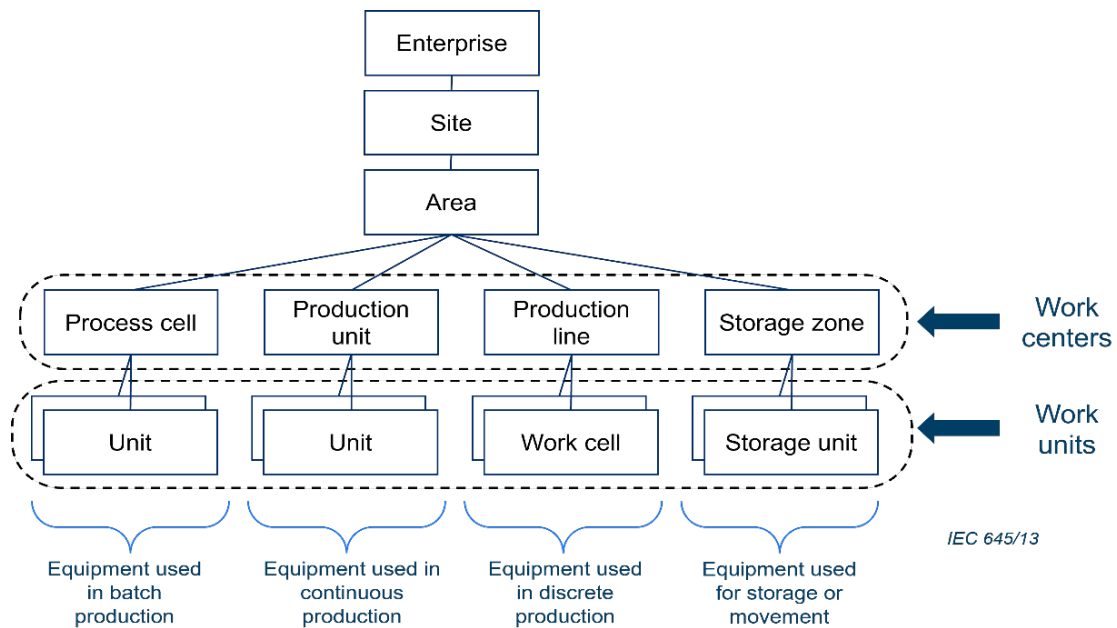 Enterprise
Site
Area
Process cell
Production
unit
Production
line
Storage zone
Work
centers
Unit
Unit
Work cell
Storage unit
Work
units
Equipment used
in batch
production
Equipment used in
continuous
production
Equipment used
in discrete
production
Equipment used
for storage or
movement
IEC 645/13